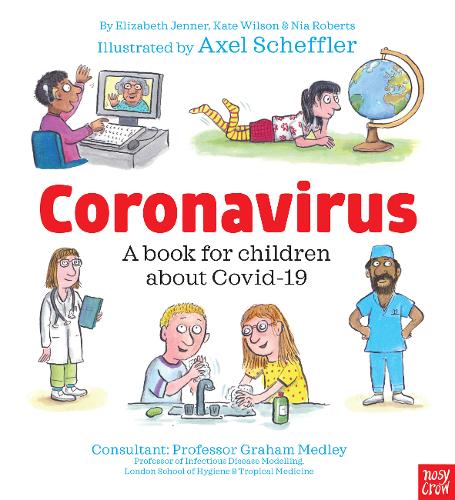 By Elizabeth Jenner, Kate Wilson & Nia Roberts
Illustrated by Axel Scheffler
Coronavirus
A book for children
about Covid-19
Consultant: Professor Graham Medley
Professor of Infectious Disease Modelling,
London School of Hygiene & Tropical Medicine
nosy
crow